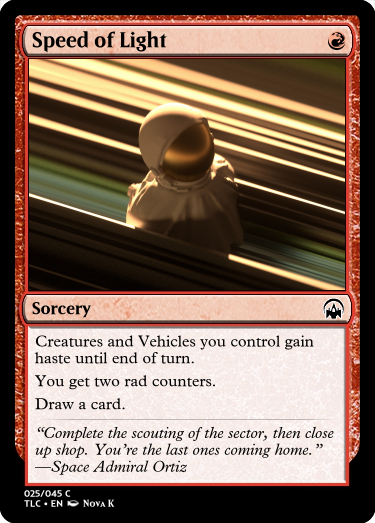 Speed of Light
Sorcery
Creatures and Vehicles you control gain
haste until end of turn.
You get two rad counters.
Draw a card.
“Complete the scouting of the sector, then close
up shop. You’re the last ones coming home.”
—Space Admiral Ortiz
025/045 C
TLC • EN Nova K